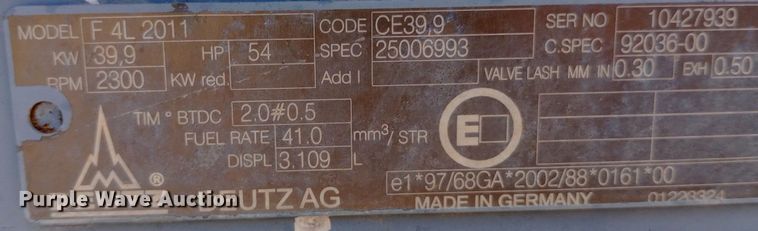 MODEL F 4L 2011 CODE CE39,9 SER NO 10427939
KW 39,9 HP 54 SPEC 25006993 C.SPEC 92036-00
RPM 2300 KW red. Add I VALVE LASH MM IN 0.30 EXH 0.50
TIM ° BTDC 2.0#0.5
FUEL RATE 41.0 mm³/ STR
DISPL 3,109 L
E
e1*97/68GA*2002/88*0161*00
® DEUTZ AG MADE IN GERMANY 01223324
Purple Wave Auction